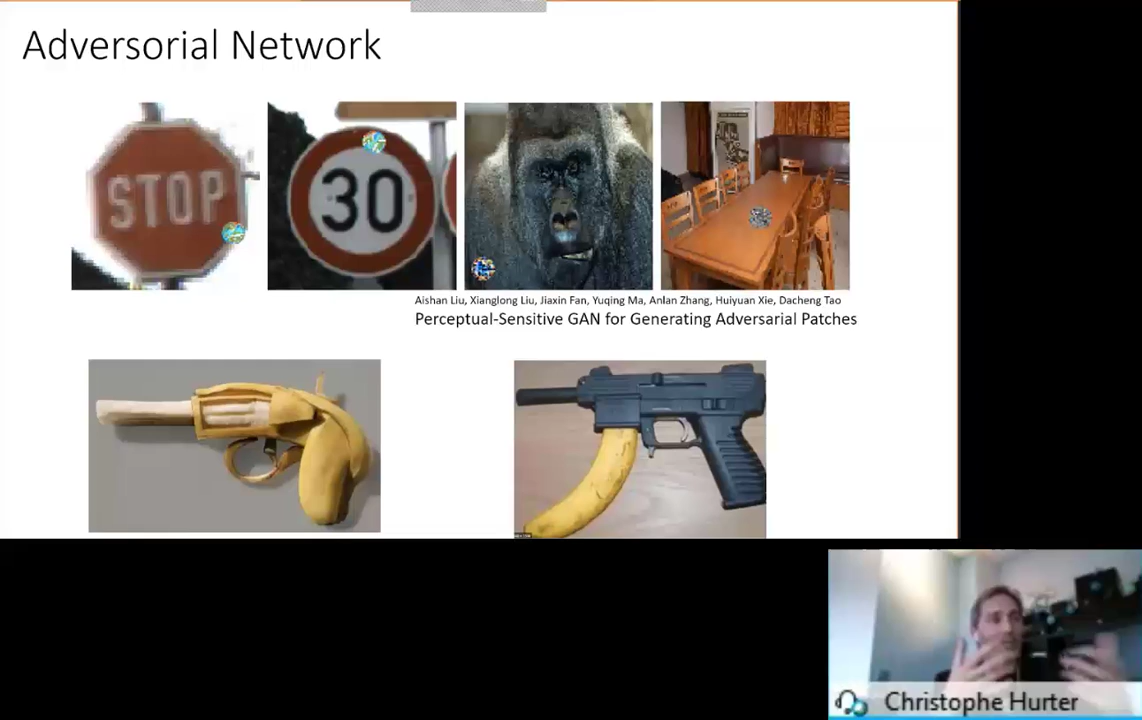 Adversorial Network
STOP
30
Aishan Liu, Xianglong Liu, Jiaxin Fan, Yuqing Ma, Anlan Zhang, Huiyuan Xie, Dacheng Tao
Perceptual-Sensitive GAN for Generating Adversarial Patches
Christophe Hurter